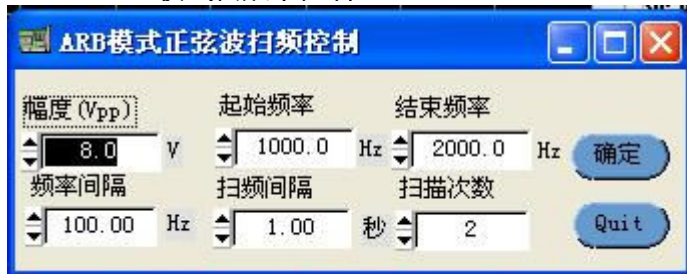 ARB模式正弦波扫频控制
幅度(Vpp) 起始频率 结束频率
8.0 V 1000.0 Hz 2000.0 Hz 确定
频率间隔 扫频间隔 扫描次数
100.00 Hz 1.00 秒 2 Quit